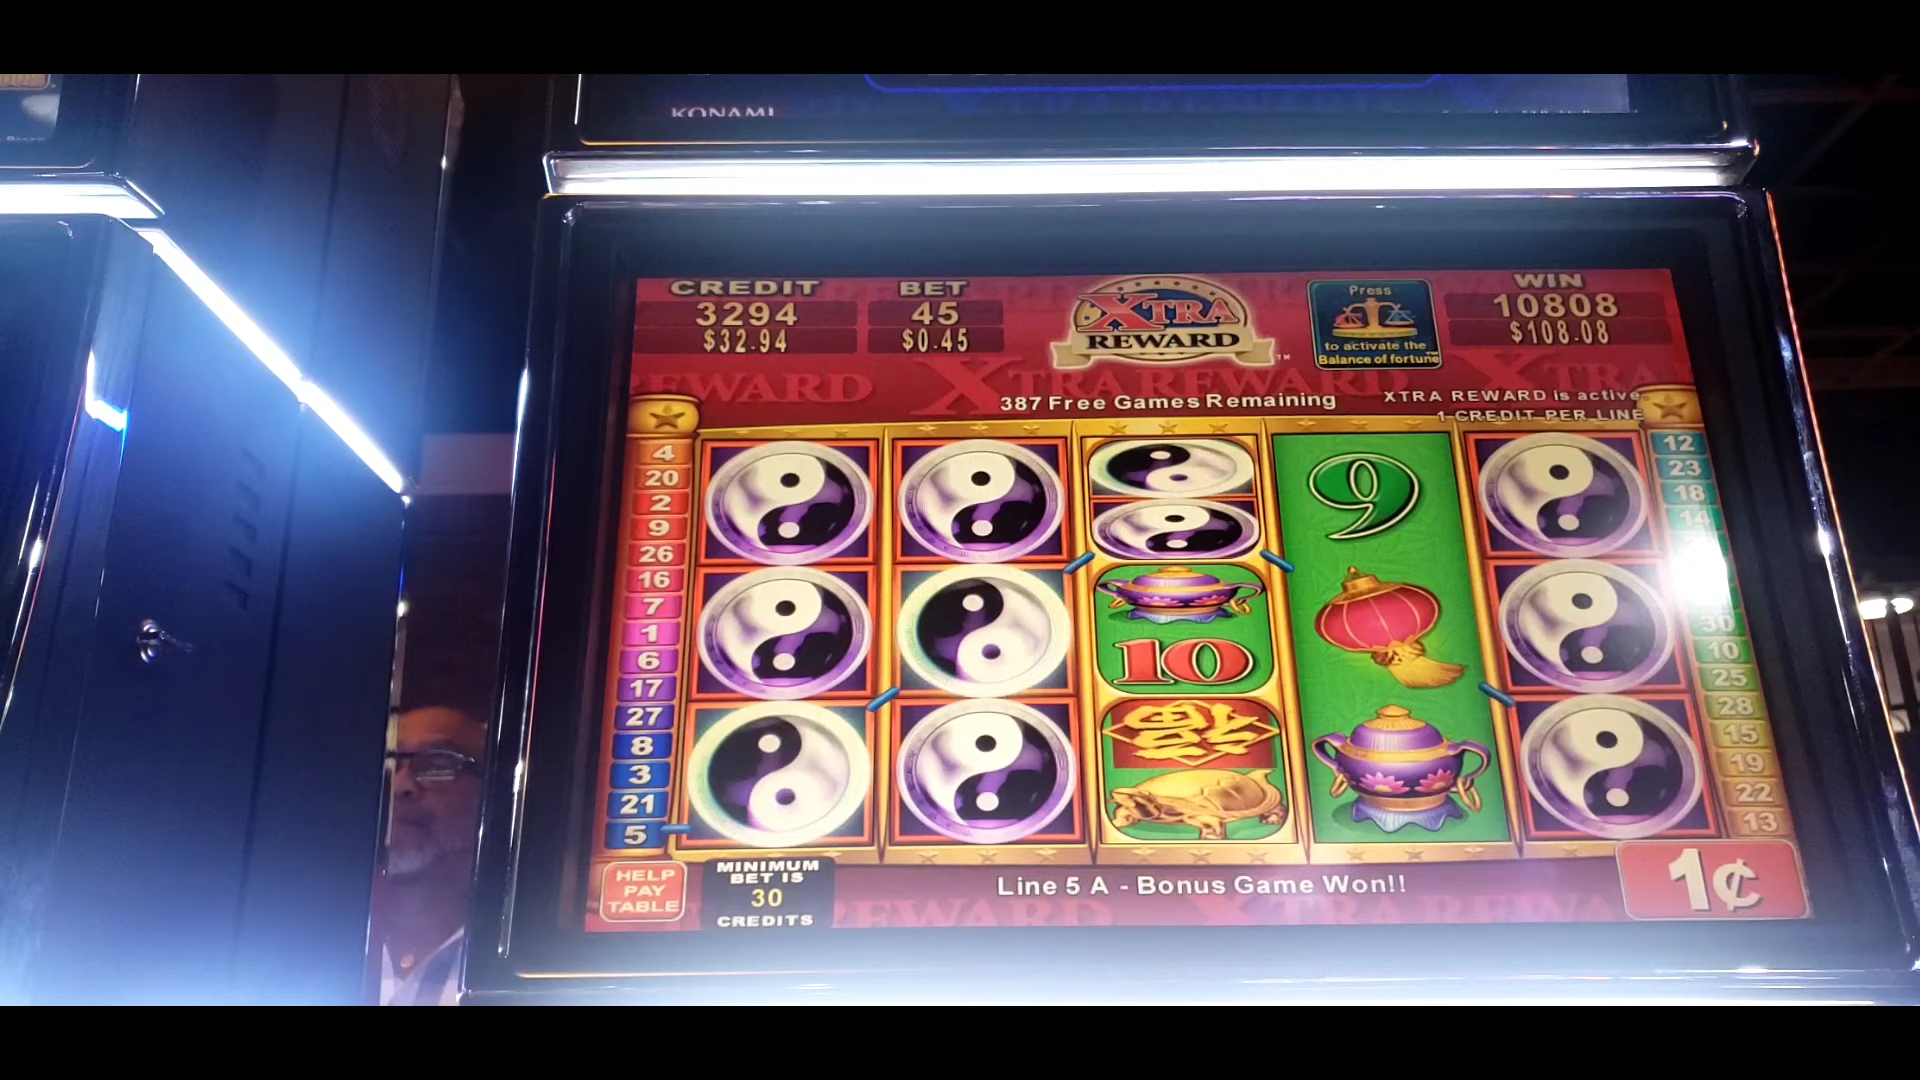 KONAMI
CREDIT
3294
$32.94
BET
45
$0.45
XTRA
REWARD
TM
Press
to activate the
Balance of fortune
WIN
10808
$108.08
387 Free Games Remaining
XTRA REWARD is active.
1 CREDIT PER LINE
4
20
2
9
26
16
7
1
6
17
27
8
3
21
5
9
10
福
12
23
18
14
30
10
25
28
15
19
22
13
HELP
PAY
TABLE
MINIMUM
BET IS
30
CREDITS
Line 5 A - Bonus Game Won!!
1¢